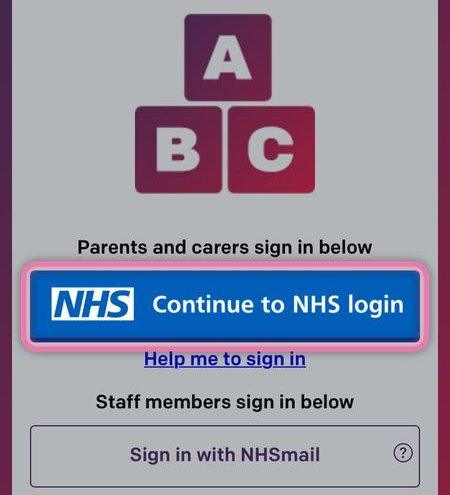 A
B C
Parents and carers sign in below
NHS Continue to NHS login
Help me to sign in
Staff members sign in below
Sign in with NHSmail ?